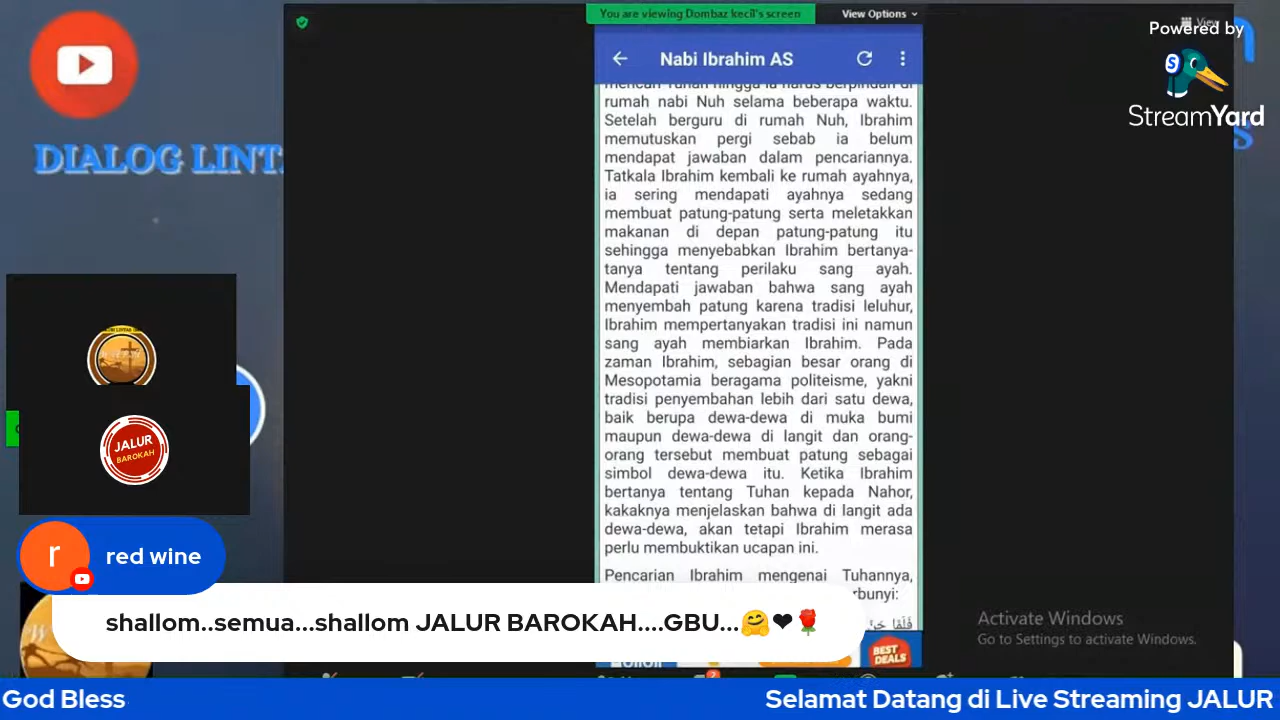 You are viewing Dombaz kecil's screen
View Options
View
Powered by
StreamYard
DIALOG LINT
Nabi Ibrahim AS
rumah nabi Nuh selama beberapa waktu.
Setelah berguru di rumah Nuh, Ibrahim
memutuskan pergi sebab ia belum
mendapat jawaban dalam pencariannya.
Tatkala Ibrahim kembali ke rumah ayahnya,
ia sering mendapati ayahnya sedang
membuat patung-patung serta meletakkan
makanan di depan patung-patung itu
sehingga menyebabkan Ibrahim bertanya-
tanya tentang perilaku sang ayah.
Mendapati jawaban bahwa sang ayah
menyembah patung karena tradisi leluhur,
Ibrahim mempertanyakan tradisi ini namun
sang ayah membiarkan Ibrahim. Pada
zaman Ibrahim, sebagian besar orang di
Mesopotamia beragama politeisme, yakni
tradisi penyembahan lebih dari satu dewa,
baik berupa dewa-dewa di muka bumi
maupun dewa-dewa di langit dan orang-
orang tersebut membuat patung sebagai
simbol dewa-dewa itu. Ketika Ibrahim
bertanya tentang Tuhan kepada Nahor,
kakaknya menjelaskan bahwa di langit ada
dewa-dewa, akan tetapi Ibrahim merasa
perlu membuktikan ucapan ini.
Pencarian Ibrahim mengenai Tuhannya,
rbunyi:
BEST
DEALS
JALUR
BAROKAH
r
red wine
shallom..semua...shallom JALUR BAROKAH....GBU...🤗❤🌹
Activate Windows
Go to Settings to activate Windows.
God Bless
Selamat Datang di Live Streaming JALUR